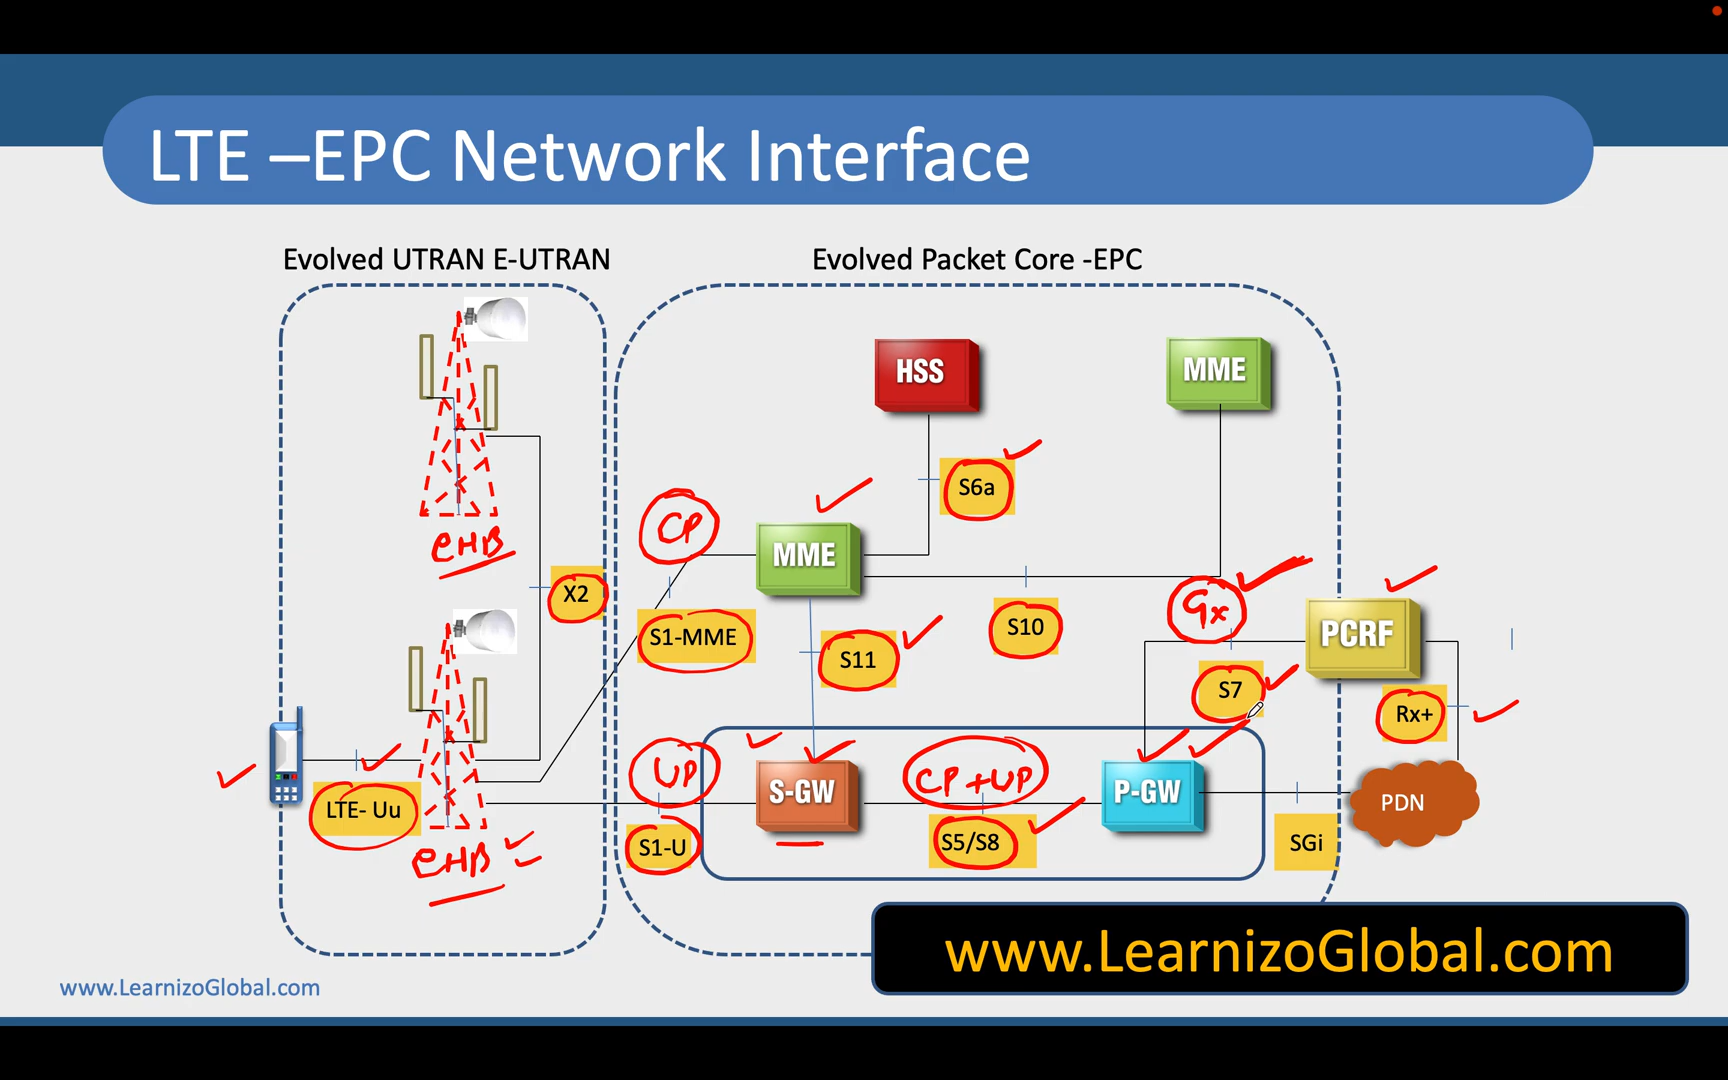 LTE –EPC Network Interface
Evolved UTRAN E-UTRAN
Evolved Packet Core -EPC
HSS
MME
S6a
CP
eNB
MME
X2
Gx
S1-MME
S10
PCRF
S11
S7
Rx+
UP
CP+UP
S-GW
P-GW
PDN
LTE- Uu
S1-U
S5/S8
SGi
eNB
www.LearnizoGlobal.com
www.LearnizoGlobal.com